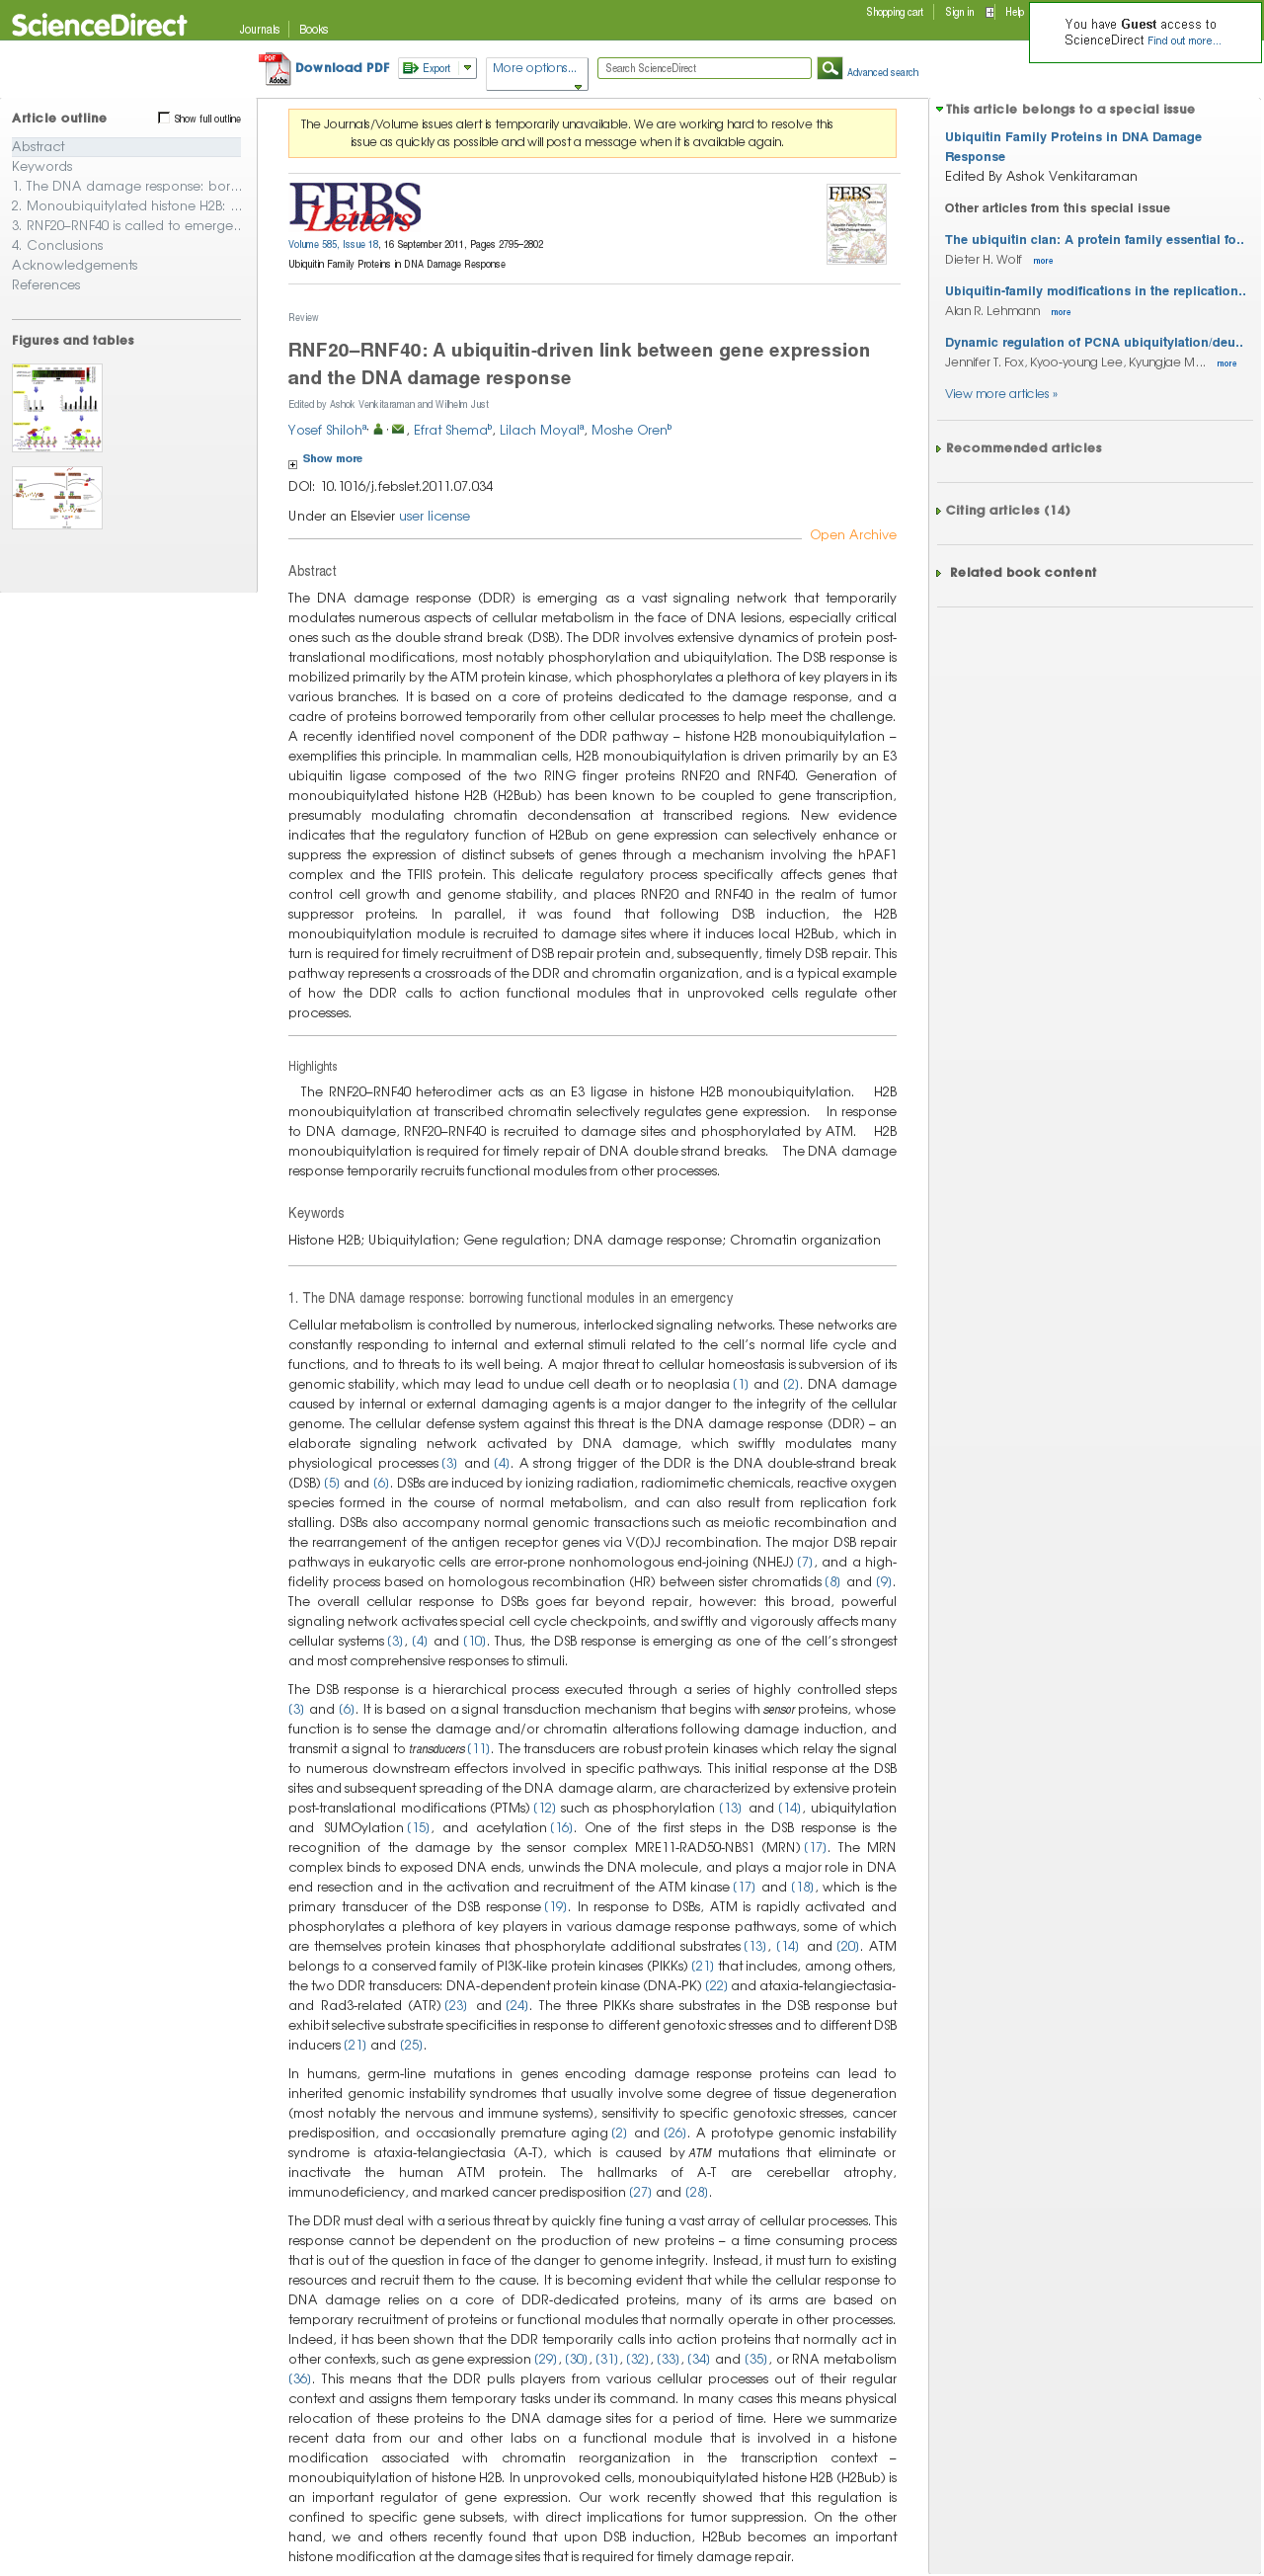 ScienceDirect
Journals
Books
Shopping cart
Sign in
Help
You have Guest access to
ScienceDirect Find out more...
Download PDF
Export
More options...
Search ScienceDirect
Advanced search
Article outline
Show full outline
Abstract
Keywords
1. The DNA damage response: bor...
2. Monoubiquitylated histone H2B: ...
3. RNF20–RNF40 is called to emerge..
4. Conclusions
Acknowledgements
References
Figures and tables
The Journals/Volume issues alert is temporarily unavailable. We are working hard to resolve this
issue as quickly as possible and will post a message when it is available again.
FEBS
Letters
Volume 585, Issue 18, 16 September 2011, Pages 2795–2802
Ubiquitin Family Proteins in DNA Damage Response
Review
RNF20–RNF40: A ubiquitin-driven link between gene expression
and the DNA damage response
Edited by Ashok Venkitaraman and Wilhelm Just
Yosef Shiloh a, , Efrat Shema b, Lilach Moyal a, Moshe Oren b
Show more
DOI: 10.1016/j.febslet.2011.07.034
Under an Elsevier user license
Open Archive
Abstract
The DNA damage response (DDR) is emerging as a vast signaling network that temporarily
modulates numerous aspects of cellular metabolism in the face of DNA lesions, especially critical
ones such as the double strand break (DSB). The DDR involves extensive dynamics of protein post-
translational modifications, most notably phosphorylation and ubiquitylation. The DSB response is
mobilized primarily by the ATM protein kinase, which phosphorylates a plethora of key players in its
various branches. It is based on a core of proteins dedicated to the damage response, and a
cadre of proteins borrowed temporarily from other cellular processes to help meet the challenge.
A recently identified novel component of the DDR pathway – histone H2B monoubiquitylation –
exemplifies this principle. In mammalian cells, H2B monoubiquitylation is driven primarily by an E3
ubiquitin ligase composed of the two RING finger proteins RNF20 and RNF40. Generation of
monoubiquitylated histone H2B (H2Bub) has been known to be coupled to gene transcription,
presumably modulating chromatin decondensation at transcribed regions. New evidence
indicates that the regulatory function of H2Bub on gene expression can selectively enhance or
suppress the expression of distinct subsets of genes through a mechanism involving the hPAF1
complex and the TFIIS protein. This delicate regulatory process specifically affects genes that
control cell growth and genome stability, and places RNF20 and RNF40 in the realm of tumor
suppressor proteins. In parallel, it was found that following DSB induction, the H2B
monoubiquitylation module is recruited to damage sites where it induces local H2Bub, which in
turn is required for timely recruitment of DSB repair protein and, subsequently, timely DSB repair. This
pathway represents a crossroads of the DDR and chromatin organization, and is a typical example
of how the DDR calls to action functional modules that in unprovoked cells regulate other
processes.
Highlights
The RNF20–RNF40 heterodimer acts as an E3 ligase in histone H2B monoubiquitylation. H2B
monoubiquitylation at transcribed chromatin selectively regulates gene expression. In response
to DNA damage, RNF20–RNF40 is recruited to damage sites and phosphorylated by ATM. H2B
monoubiquitylation is required for timely repair of DNA double strand breaks. The DNA damage
response temporarily recruits functional modules from other processes.
Keywords
Histone H2B; Ubiquitylation; Gene regulation; DNA damage response; Chromatin organization
1. The DNA damage response: borrowing functional modules in an emergency
Cellular metabolism is controlled by numerous, interlocked signaling networks. These networks are
constantly responding to internal and external stimuli related to the cell's normal life cycle and
functions, and to threats to its well being. A major threat to cellular homeostasis is subversion of its
genomic stability, which may lead to undue cell death or to neoplasia (1) and (2). DNA damage
caused by internal or external damaging agents is a major danger to the integrity of the cellular
genome. The cellular defense system against this threat is the DNA damage response (DDR) – an
elaborate signaling network activated by DNA damage, which swiftly modulates many
physiological processes (3) and (4). A strong trigger of the DDR is the DNA double-strand break
(DSB) (5) and (6). DSBs are induced by ionizing radiation, radiomimetic chemicals, reactive oxygen
species formed in the course of normal metabolism, and can also result from replication fork
stalling. DSBs also accompany normal genomic transactions such as meiotic recombination and
the rearrangement of the antigen receptor genes via V(D)J recombination. The major DSB repair
pathways in eukaryotic cells are error-prone nonhomologous end-joining (NHEJ) (7), and a high-
fidelity process based on homologous recombination (HR) between sister chromatids (8) and (9).
The overall cellular response to DSBs goes far beyond repair, however: this broad, powerful
signaling network activates special cell cycle checkpoints, and swiftly and vigorously affects many
cellular systems (3), (4) and (10). Thus, the DSB response is emerging as one of the cell's strongest
and most comprehensive responses to stimuli.
The DSB response is a hierarchical process executed through a series of highly controlled steps
(3) and (6). It is based on a signal transduction mechanism that begins with sensor proteins, whose
function is to sense the damage and/or chromatin alterations following damage induction, and
transmit a signal to transducers (11). The transducers are robust protein kinases which relay the signal
to numerous downstream effectors involved in specific pathways. This initial response at the DSB
sites and subsequent spreading of the DNA damage alarm, are characterized by extensive protein
post-translational modifications (PTMs) (12) such as phosphorylation (13) and (14), ubiquitylation
and SUMOylation (15), and acetylation (16). One of the first steps in the DSB response is the
recognition of the damage by the sensor complex MRE11-RAD50-NBS1 (MRN) (17). The MRN
complex binds to exposed DNA ends, unwinds the DNA molecule, and plays a major role in DNA
end resection and in the activation and recruitment of the ATM kinase (17) and (18), which is the
primary transducer of the DSB response (19). In response to DSBs, ATM is rapidly activated and
phosphorylates a plethora of key players in various damage response pathways, some of which
are themselves protein kinases that phosphorylate additional substrates (13), (14) and (20). ATM
belongs to a conserved family of PI3K-like protein kinases (PIKKs) (21) that includes, among others,
the two DDR transducers: DNA-dependent protein kinase (DNA-PK) (22) and ataxia-telangiectasia-
and Rad3-related (ATR) (23) and (24). The three PIKKs share substrates in the DSB response but
exhibit selective substrate specificities in response to different genotoxic stresses and to different DSB
inducers (21) and (25).
In humans, germ-line mutations in genes encoding damage response proteins can lead to
inherited genomic instability syndromes that usually involve some degree of tissue degeneration
(most notably the nervous and immune systems), sensitivity to specific genotoxic stresses, cancer
predisposition, and occasionally premature aging (2) and (26). A prototype genomic instability
syndrome is ataxia-telangiectasia (A-T), which is caused by ATM mutations that eliminate or
inactivate the human ATM protein. The hallmarks of A-T are cerebellar atrophy,
immunodeficiency, and marked cancer predisposition (27) and (28).
The DDR must deal with a serious threat by quickly fine tuning a vast array of cellular processes. This
response cannot be dependent on the production of new proteins – a time consuming process
that is out of the question in face of the danger to genome integrity. Instead, it must turn to existing
resources and recruit them to the cause. It is becoming evident that while the cellular response to
DNA damage relies on a core of DDR-dedicated proteins, many of its arms are based on
temporary recruitment of proteins or functional modules that normally operate in other processes.
Indeed, it has been shown that the DDR temporarily calls into action proteins that normally act in
other contexts, such as gene expression (29), (30), (31), (32), (33), (34) and (35), or RNA metabolism
(36). This means that the DDR pulls players from various cellular processes out of their regular
context and assigns them temporary tasks under its command. In many cases this means physical
relocation of these proteins to the DNA damage sites for a period of time. Here we summarize
recent data from our and other labs on a functional module that is involved in a histone
modification associated with chromatin reorganization in the transcription context –
monoubiquitylation of histone H2B. In unprovoked cells, monoubiquitylated histone H2B (H2Bub) is
an important regulator of gene expression. Our work recently showed that this regulation is
confined to specific gene subsets, with direct implications for tumor suppression. On the other
hand, we and others recently found that upon DSB induction, H2Bub becomes an important
histone modification at the damage sites that is required for timely damage repair.
This article belongs to a special issue
Ubiquitin Family Proteins in DNA Damage
Response
Edited By Ashok Venkitaraman
Other articles from this special issue
The ubiquitin clan: A protein family essential fo..
Dieter H. Wolf more
Ubiquitin-family modifications in the replication..
Alan R. Lehmann more
Dynamic regulation of PCNA ubiquitylation/deu..
Jennifer T. Fox, Kyoo-young Lee, Kyungjae M... more
View more articles »
Recommended articles
Citing articles (14)
Related book content